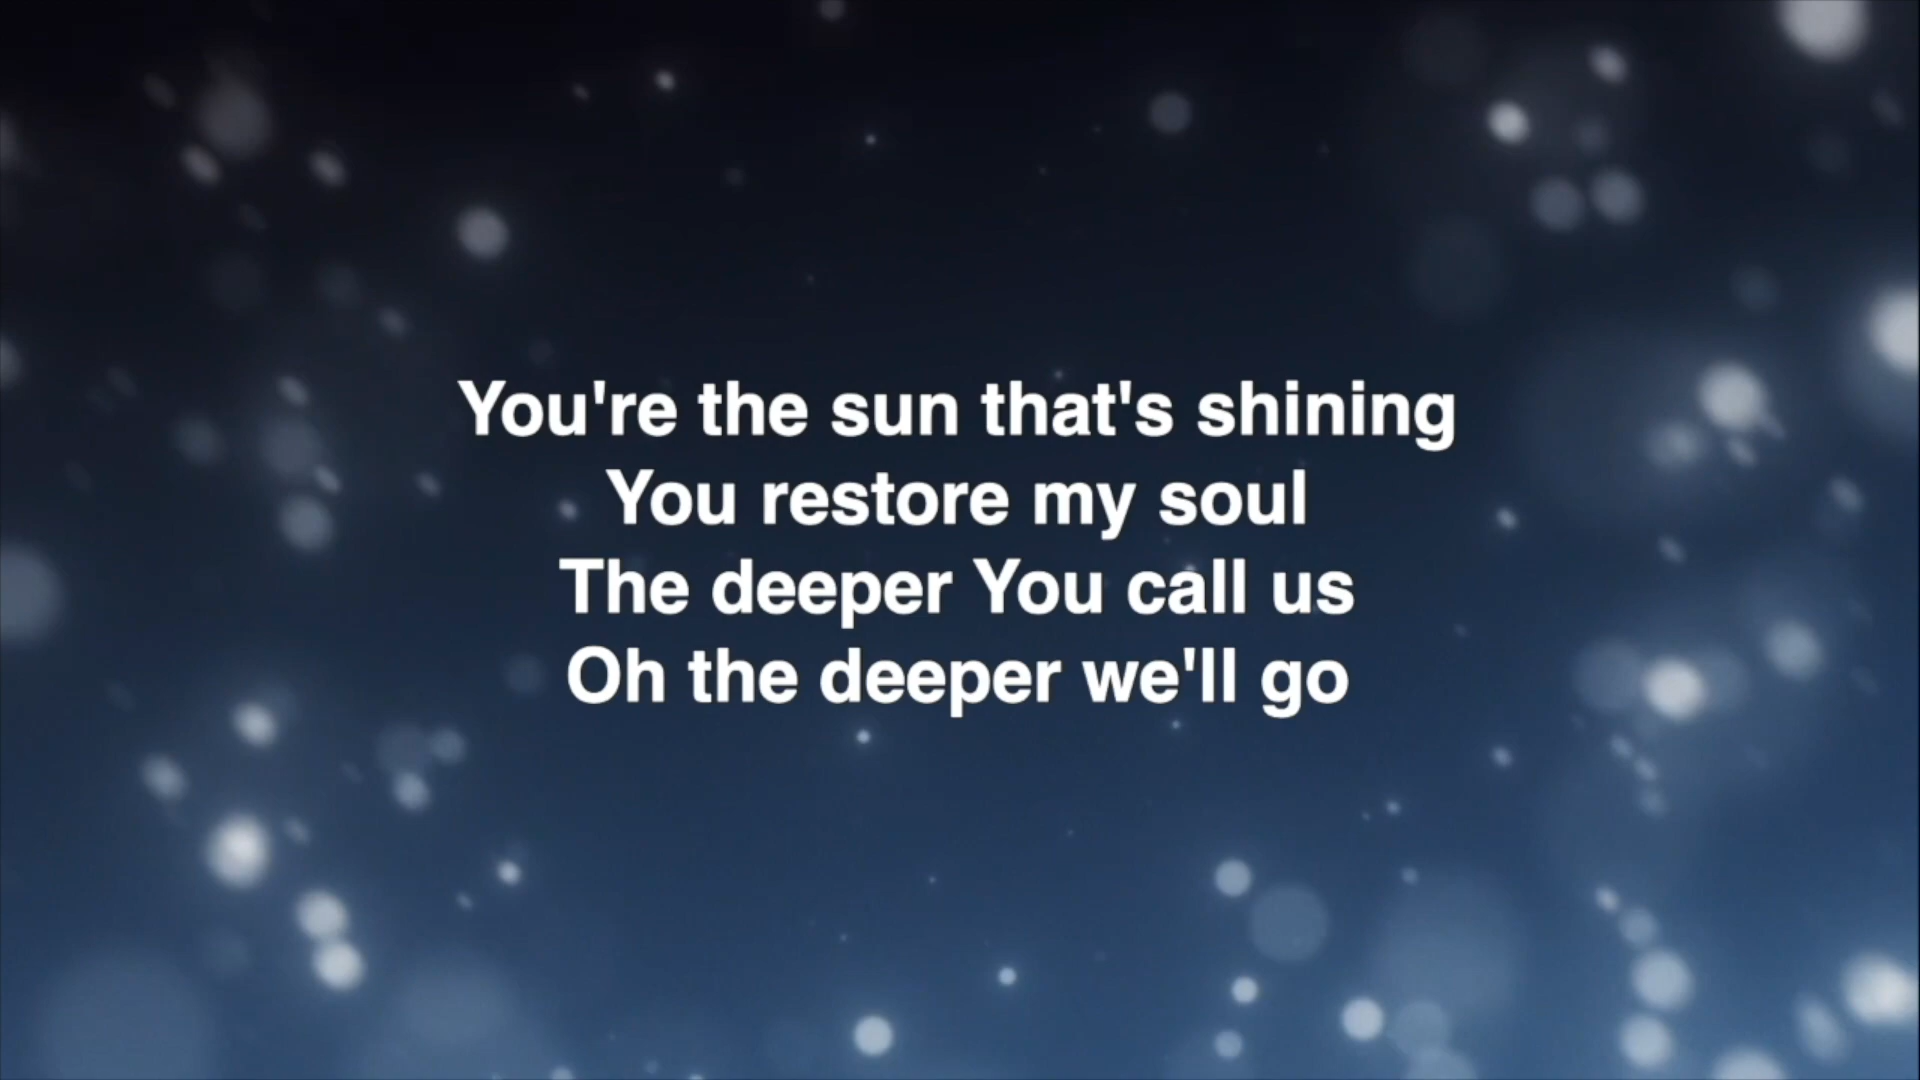 You're the sun that's shining
You restore my soul
The deeper You call us
Oh the deeper we'll go